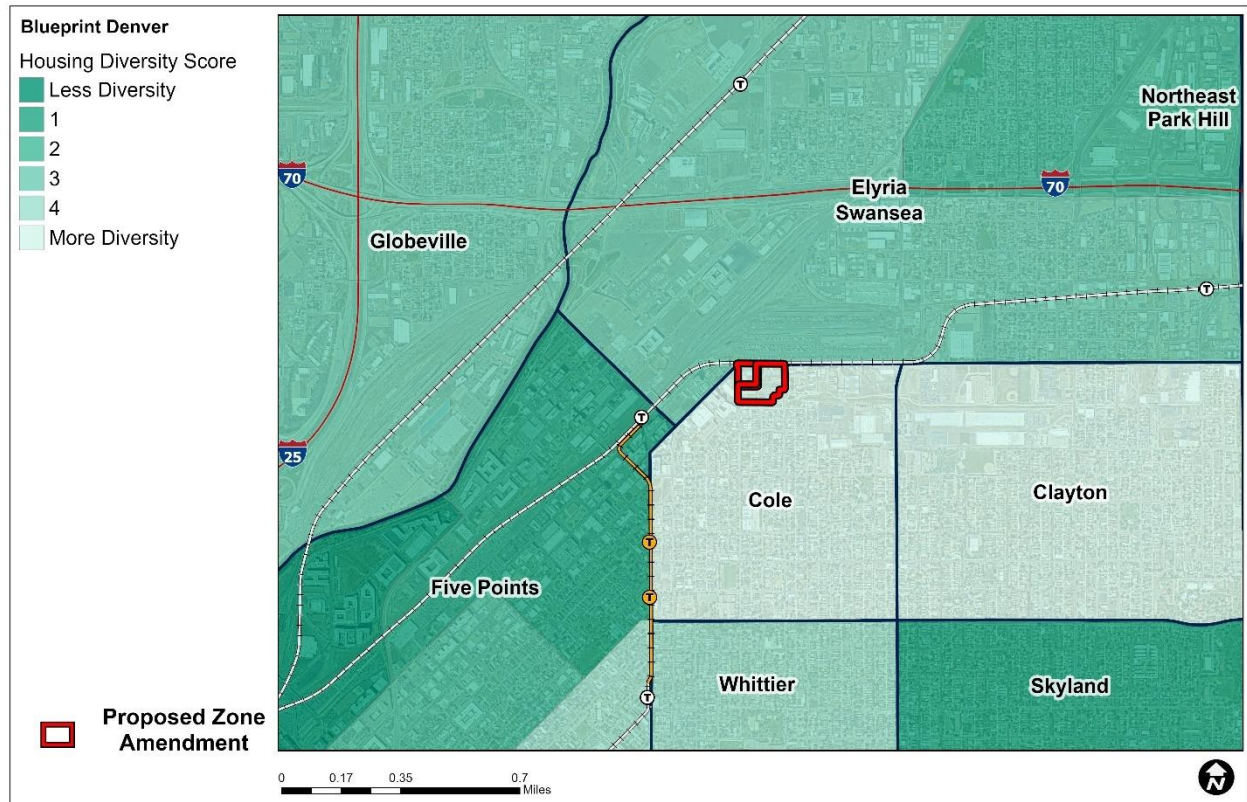 Blueprint Denver
Housing Diversity Score
Less Diversity
1
2
3
4
More Diversity
Proposed Zone
Amendment
T
Northeast
Park Hill
70
70
Elyria
Swansea
Globeville
T
T
25
Cole
Clayton
T
T
Five Points
Whittier
Skyland
T
0 0.17 0.35 0.7
Miles
N